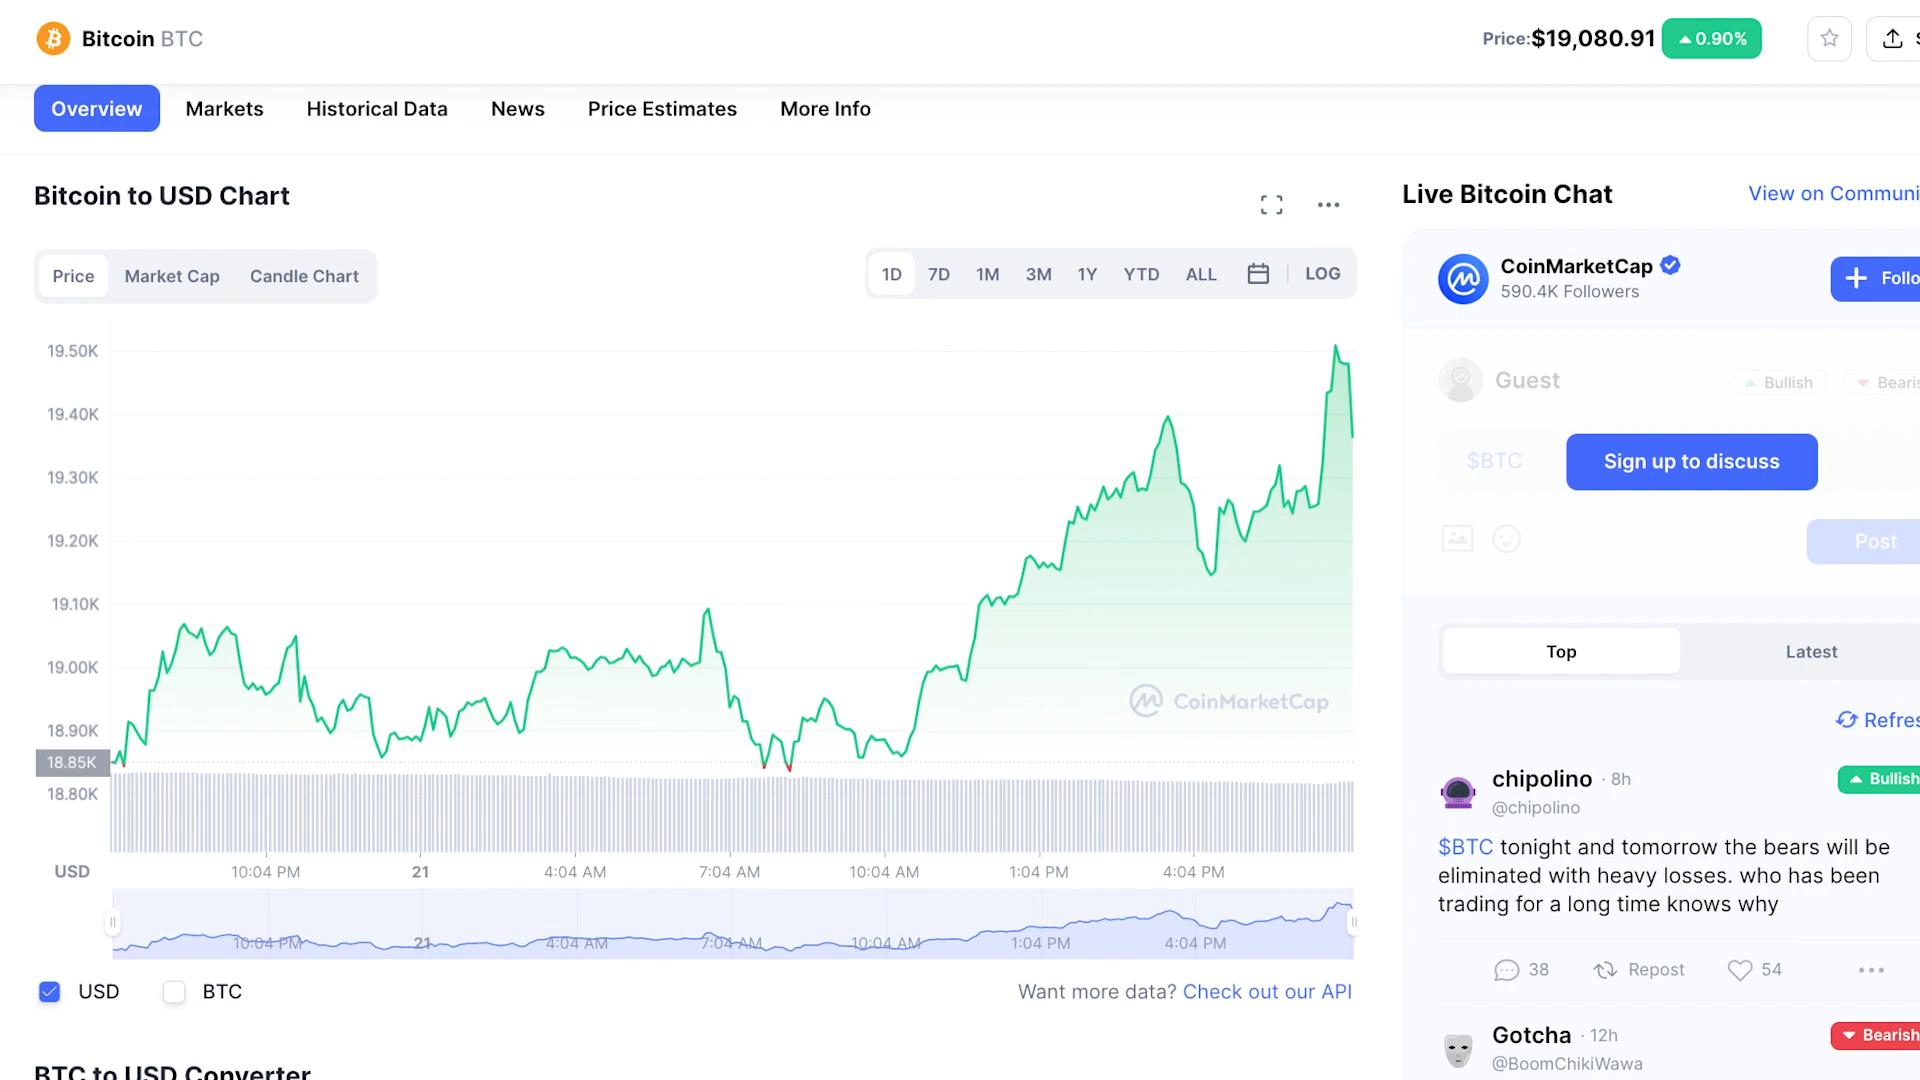 Bitcoin BTC
Price:$19,080.91 0.90%
Overview Markets Historical Data News Price Estimates More Info
Bitcoin to USD Chart
Price Market Cap Candle Chart
1D 7D 1M 3M 1Y YTD ALL LOG
19.50K
19.40K
19.30K
19.20K
19.10K
19.00K
18.90K
18.85K
18.80K
CoinMarketCap
USD 10:04 PM 21 4:04 AM 7:04 AM 10:04 AM 1:04 PM 4:04 PM
10:04 PM 21 4:04 AM 7:04 AM 10:04 AM 1:04 PM 4:04 PM
USD BTC
Want more data? Check out our API
BTC to USD Converter
Live Bitcoin Chat View on Communi
CoinMarketCap
590.4K Followers
Follo
Guest Bullish Bearis
$BTC Sign up to discuss
Post
Top Latest
Refres
chipolino · 8h Bullish
@chipolino
$BTC tonight and tomorrow the bears will be
eliminated with heavy losses. who has been
trading for a long time knows why
38 Repost 54
Gotcha · 12h Bearish
@BoomChikiWawa